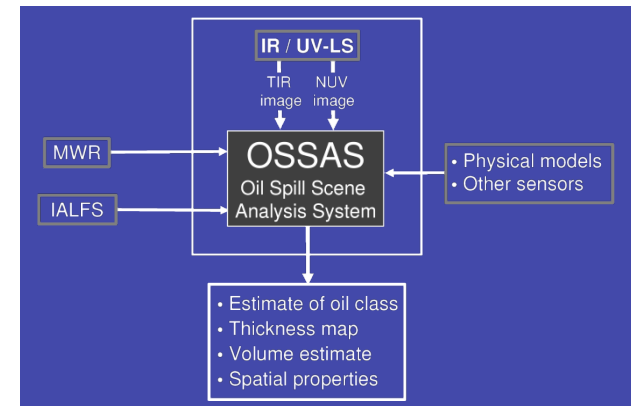 IR / UV-LS
TIR NUV
image image
MWR
OSSAS
Oil Spill Scene
Analysis System
• Physical models
• Other sensors
IALFS
• Estimate of oil class
• Thickness map
• Volume estimate
• Spatial properties